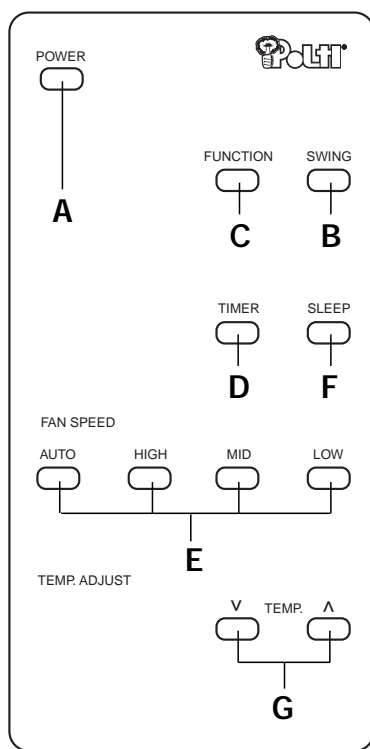 POWER
Polti®
A
FUNCTION SWING
C B
TIMER SLEEP
D F
FAN SPEED
AUTO HIGH MID LOW
E
TEMP. ADJUST
V TEMP. Λ
G